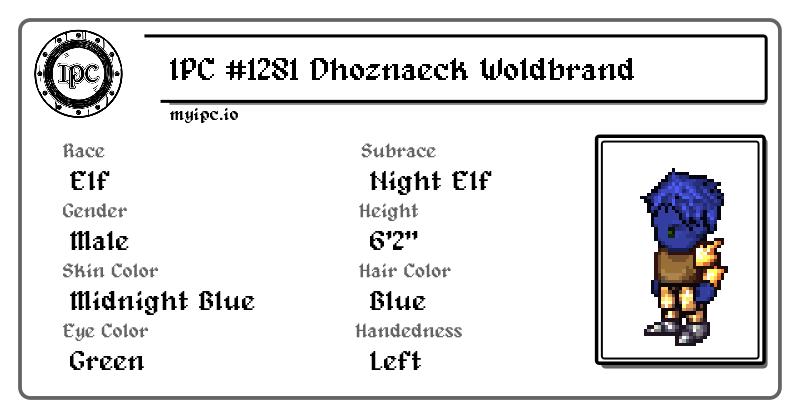 IPC
IPC #1281 Dhoznaeck Woldbrand
myipc.io
Race
Elf
Subrace
Night Elf
Gender
Male
Height
6'2"
Skin Color
Midnight Blue
Hair Color
Blue
Eye Color
Green
Handedness
Left